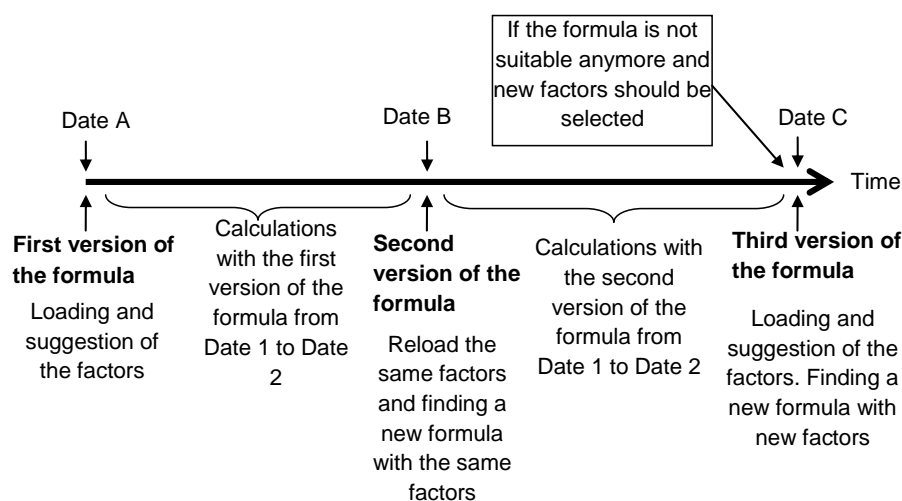 If the formula is not
suitable anymore and
new factors should be
selected
Date A
Date B
Date C
Time
First version of
the formula
Loading and
suggestion of
the factors
Calculations
with the first
version of the
formula from
Date 1 to Date
2
Second
version of the
formula
Reload the
same factors
and finding a
new formula
with the same
factors
Calculations with
the second
version of the
formula from
Date 1 to Date 2
Third version of
the formula
Loading and
suggestion of the
factors. Finding a
new formula with
new factors